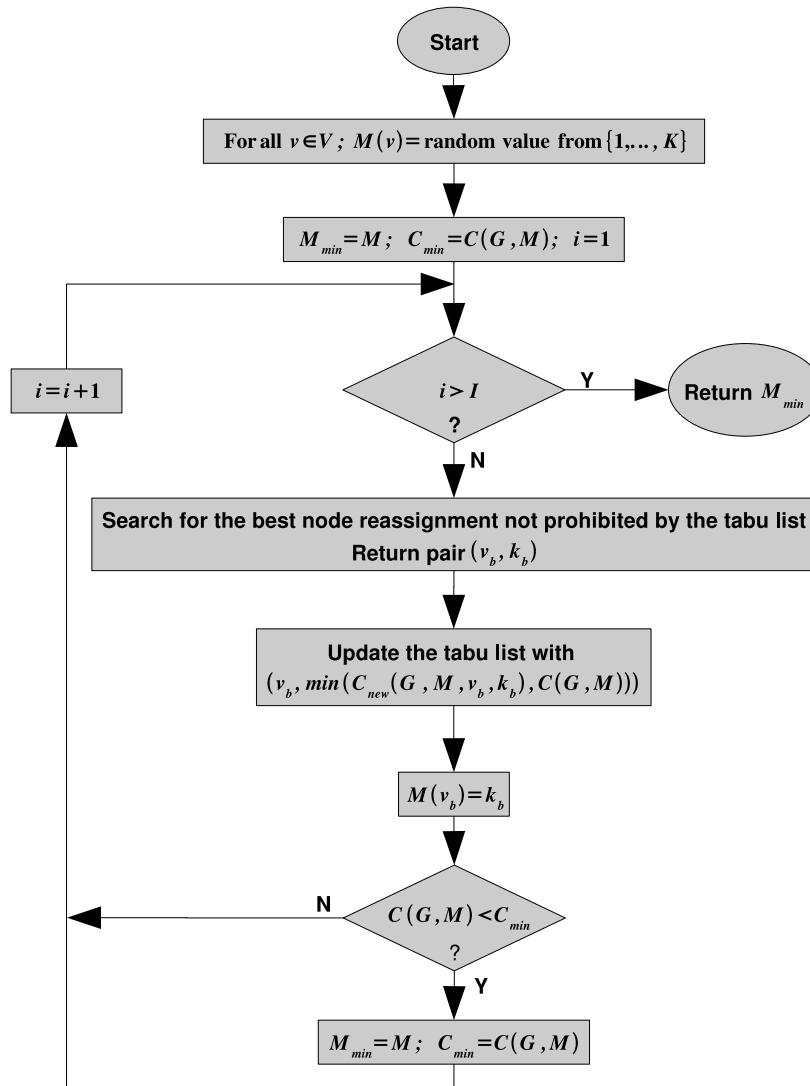 Start
For all v∈V ; M(v)=random value from{1,..., K}
M_min=M; C_min=C(G,M); i=1
i=i+1
i>I
?
Y
Return M_min
N
Search for the best node reassignment not prohibited by the tabu list
Return pair(v_b,k_b)
Update the tabu list with
(v_b,min(C_new(G,M,v_b,k_b),C(G,M)))
M(v_b)=k_b
N
C(G,M)<C_min
?
Y
M_min=M; C_min=C(G,M)